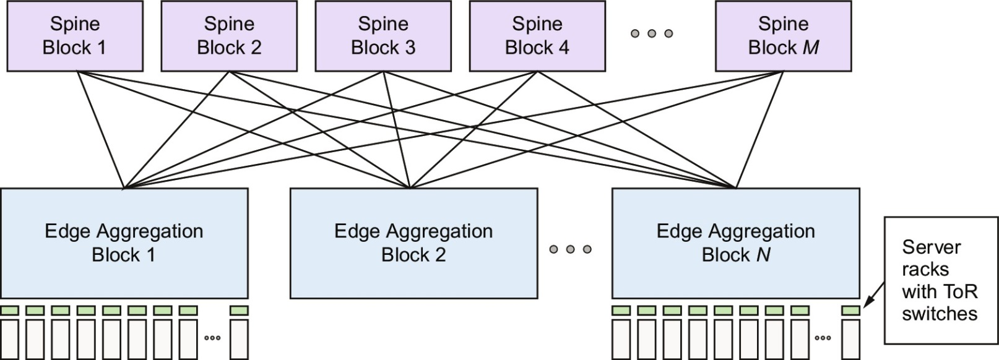 Spine
Block 1
Spine
Block 2
Spine
Block 3
Spine
Block 4
Spine
Block M
Edge Aggregation
Block 1
Edge Aggregation
Block 2
Edge Aggregation
Block N
Server
racks
with ToR
switches